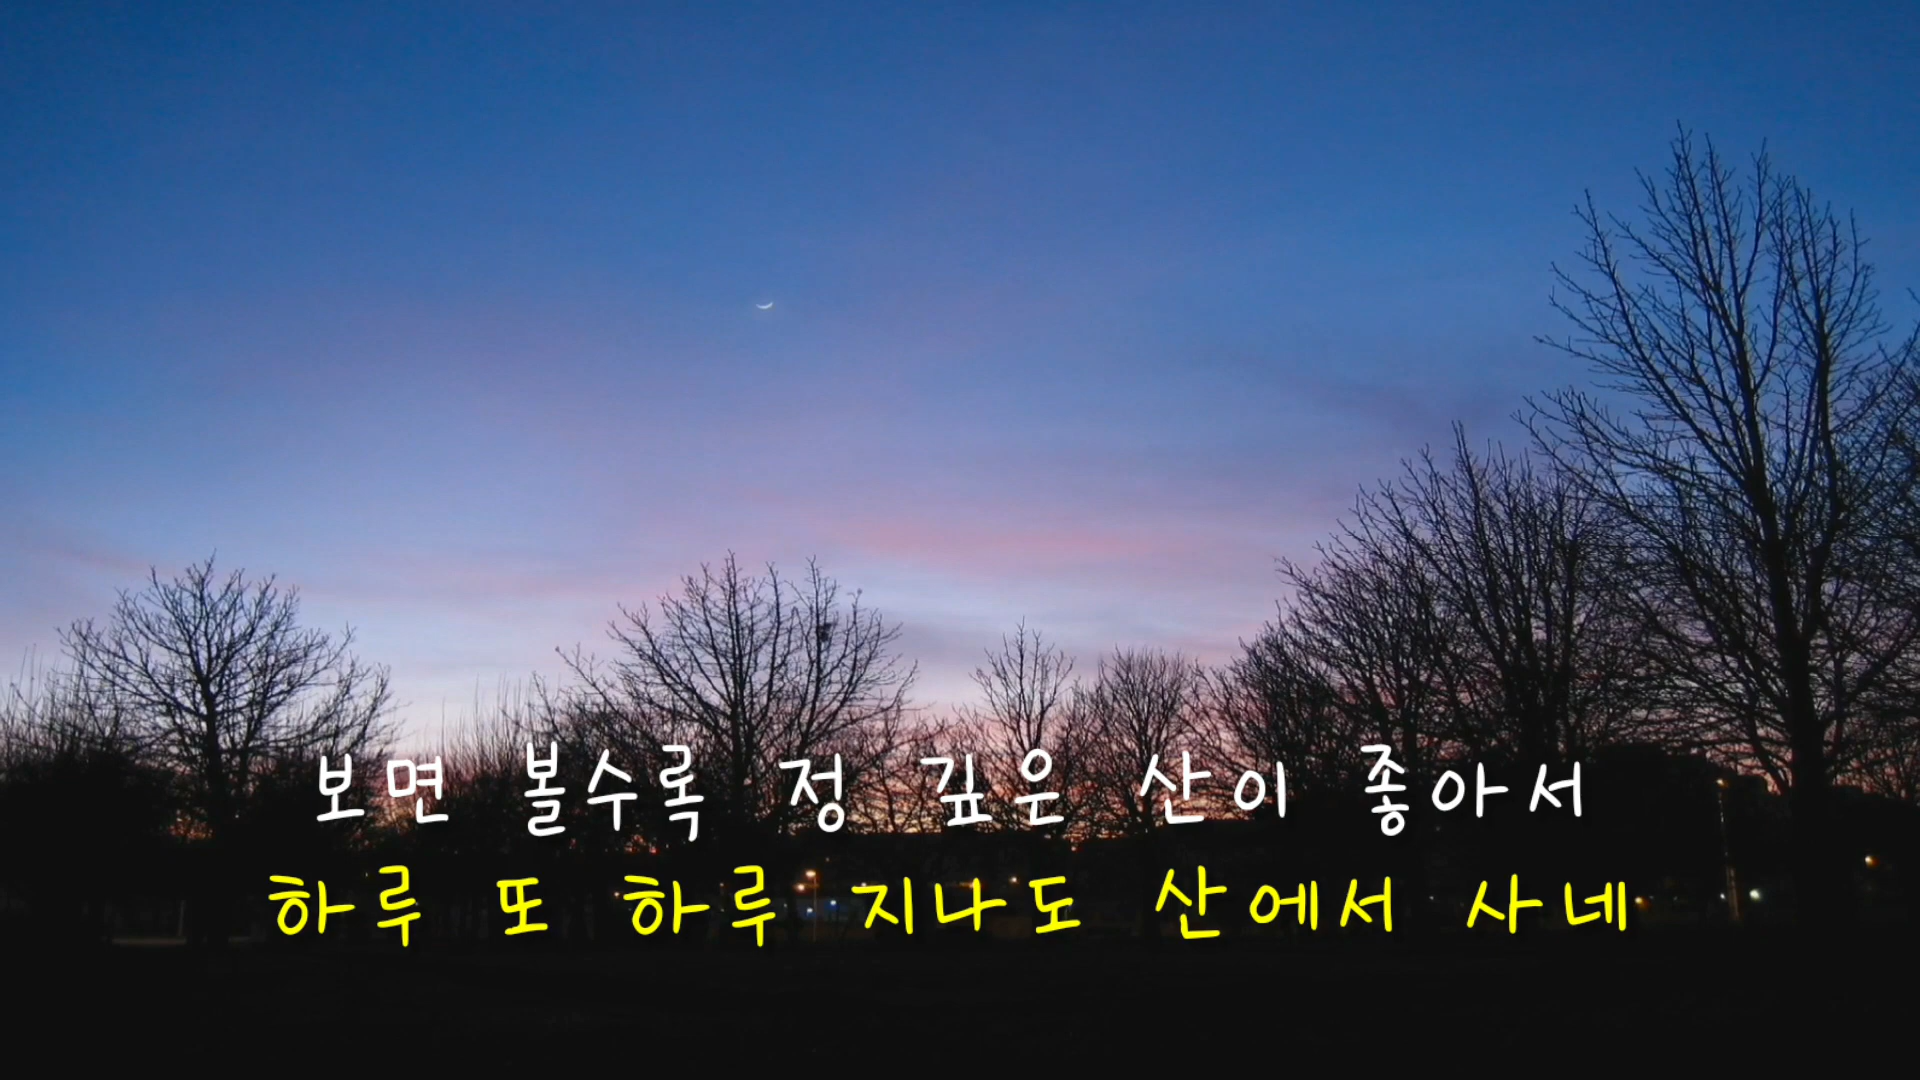 보면 볼수록 정 깊은 산이 좋아서
하루 또 하루 지나도 산에서 사네